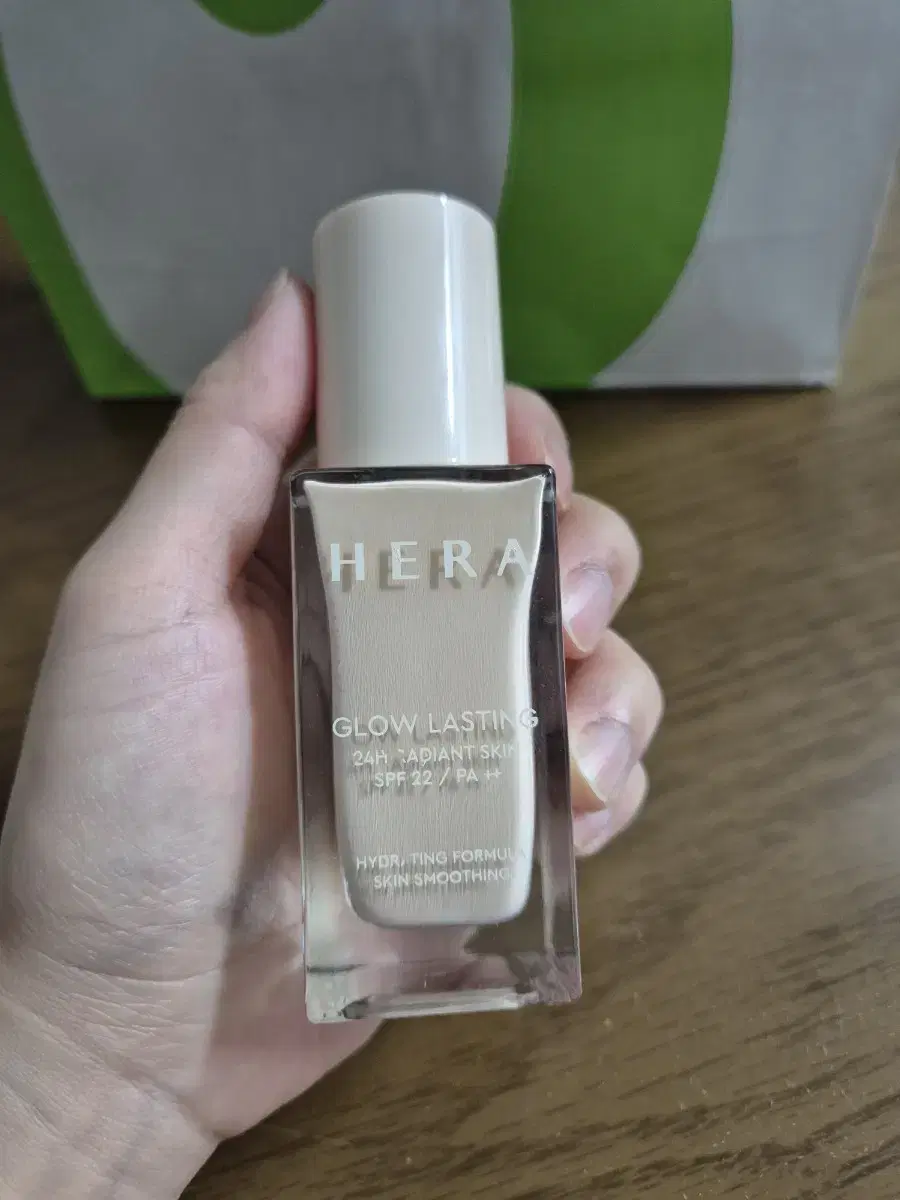 HERA
GLOW LASTING
24H RADIANT SKIN
SPF 22 / PA ++
HYDRATING FORMULA
SKIN SMOOTHING